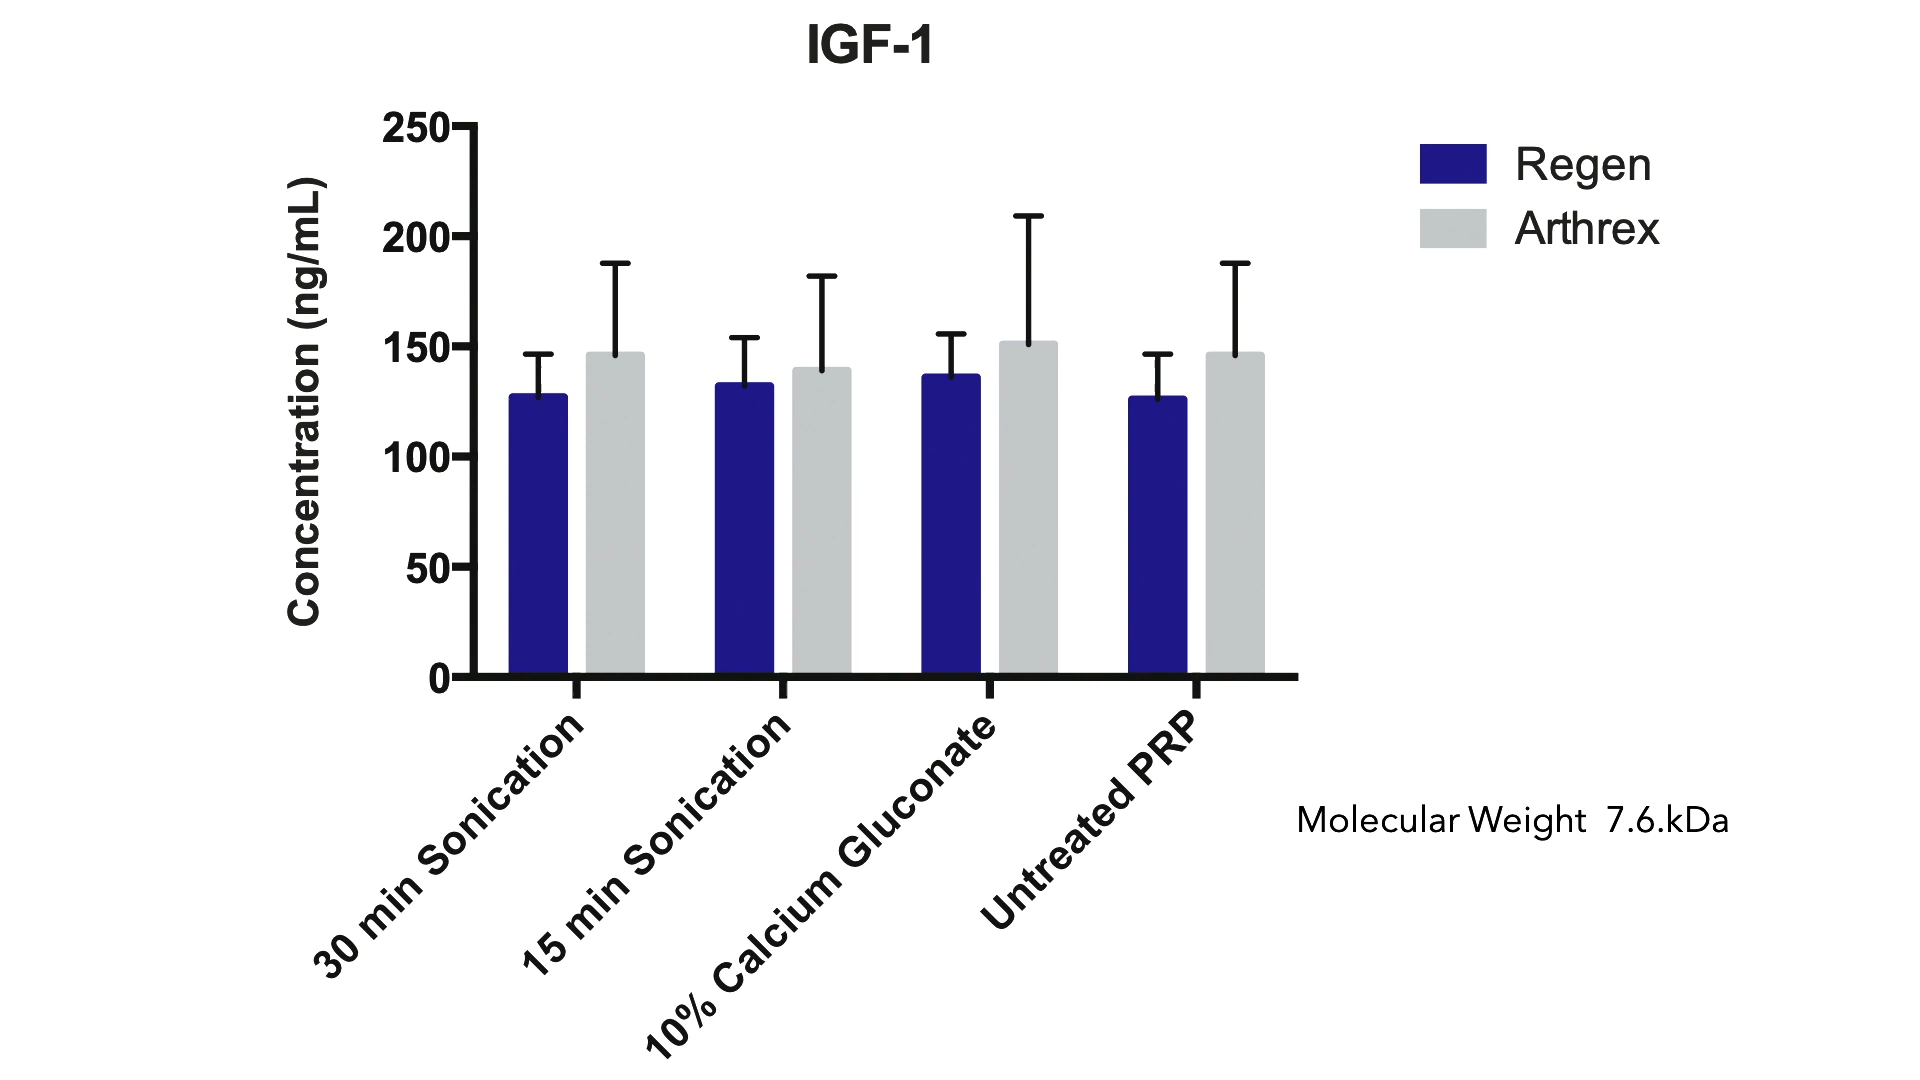 IGF-1
Concentration (ng/mL)
250
200
150
100
50
0
Regen
Arthrex
30 min Sonication
15 min Sonication
10% Calcium Gluconate
Untreated PRP
Molecular Weight 7.6.kDa